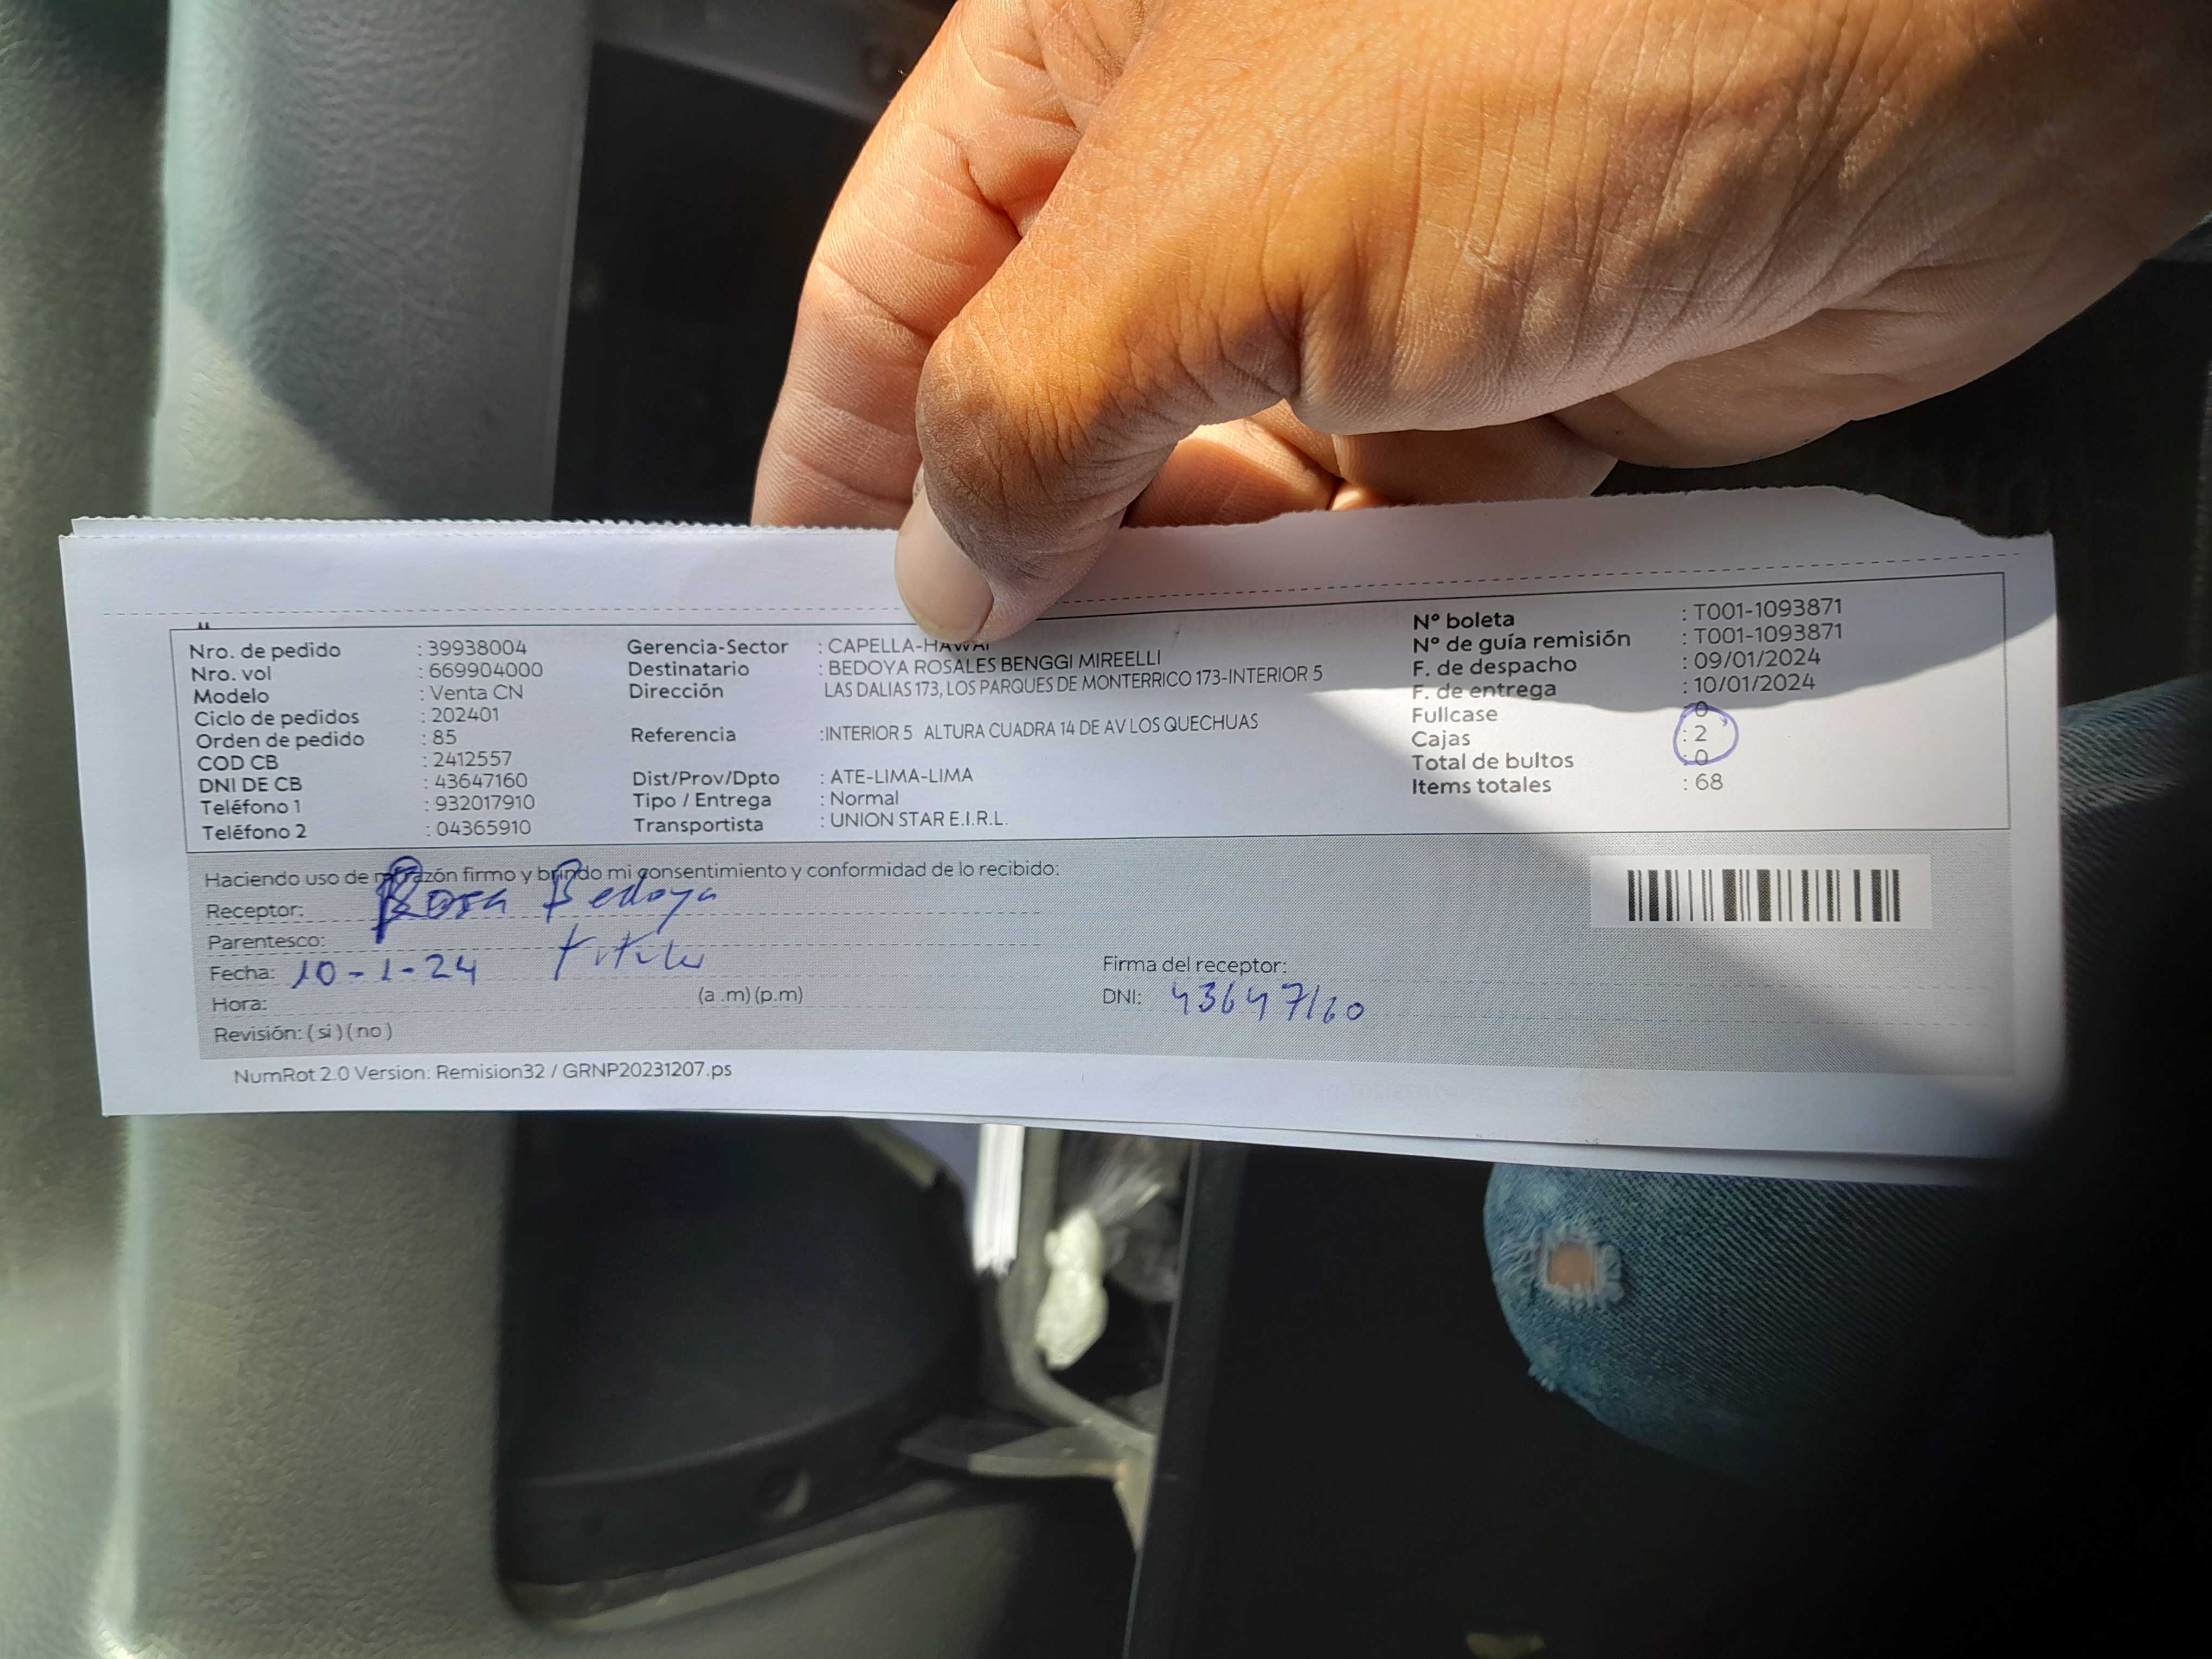 Nro. de pedido : 39938004 Gerencia-Sector : CAPELLA-HAWAI Nº boleta : T001-1093871
Nro. vol : 669904000 Destinatario : BEDOYA ROSALES BENGGI MIREELLI Nº de guía remisión : T001-1093871
Modelo : Venta CN Dirección LAS DALIAS 173, LOS PARQUES DE MONTERRICO 173-INTERIOR 5 F. de despacho : 09/01/2024
Ciclo de pedidos : 202401 F. de entrega : 10/01/2024
Orden de pedido : 85 Referencia :INTERIOR 5 ALTURA CUADRA 14 DE AV LOS QUECHUAS Fullcase : 0
COD CB : 2412557 Cajas : 2
DNI DE CB : 43647160 Dist/Prov/Dpto : ATE-LIMA-LIMA Total de bultos : 0
Teléfono 1 : 932017910 Tipo / Entrega : Normal Items totales : 68
Teléfono 2 : 04365910 Transportista : UNION STAR E.I.R.L.
Haciendo uso de mi razón firmo y brindo mi consentimiento y conformidad de lo recibido:
Receptor: Rosa Bedoya
Parentesco: titular
Fecha: 10-1-24 Firma del receptor:
Hora: (a .m) (p.m) DNI: 43647160
Revisión: ( si ) ( no )
NumRot 2.0 Version: Remision32 / GRNP20231207.ps